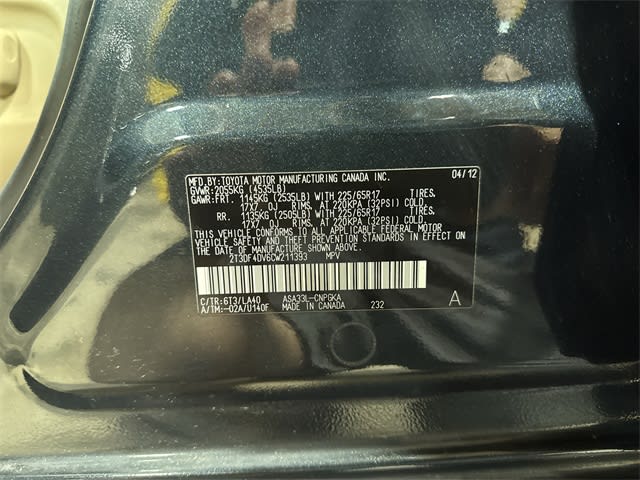 MFD.BY:TOYOTA MOTOR MANUFACTURING CANADA INC. 04/12
GVWR:2055KG (4535LB)
GAWR:FRT. 1145KG (2535LB) WITH 225/65R17 TIRES,
17X7 OJ RIMS, AT 220KPA (32PSI) COLD.
RR. 1135KG (2505LB) WITH 225/65R17 TIRES,
17X7 OJ RIMS, AT 220KPA (32PSI) COLD.
THIS VEHICLE CONFORMS TO ALL APPLICABLE FEDERAL MOTOR
VEHICLE SAFETY AND THEFT PREVENTION STANDARDS IN EFFECT
ON THE DATE OF MANUFACTURE SHOWN ABOVE.
2T3DF4DV6CW211393 MPV
C/TR:6T3/LA40 ASA33L-CNPGKA
A/TM:-02A/U140F MADE IN CANADA 232 A